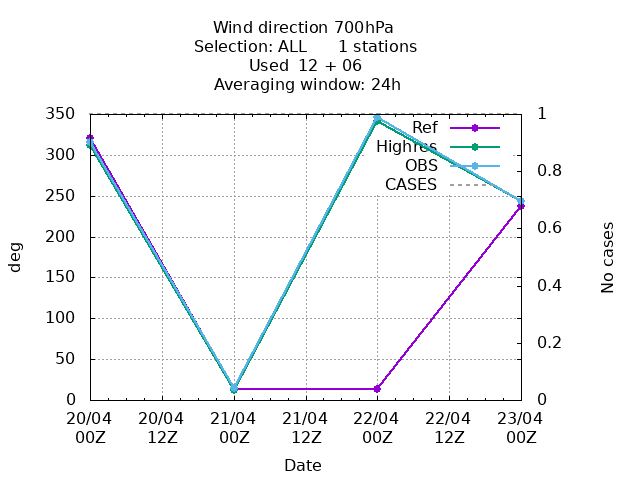 Wind direction 700hPa
Selection: ALL 1 stations
Used 12 + 06
Averaging window: 24h
350
300
250
200
150
100
50
0
deg
1
0.8
0.6
0.4
0.2
0
No cases
Ref
Highres
OBS
CASES
20/04 20/04 21/04 21/04 22/04 22/04 23/04
00Z 12Z 00Z 12Z 00Z 12Z 00Z
Date